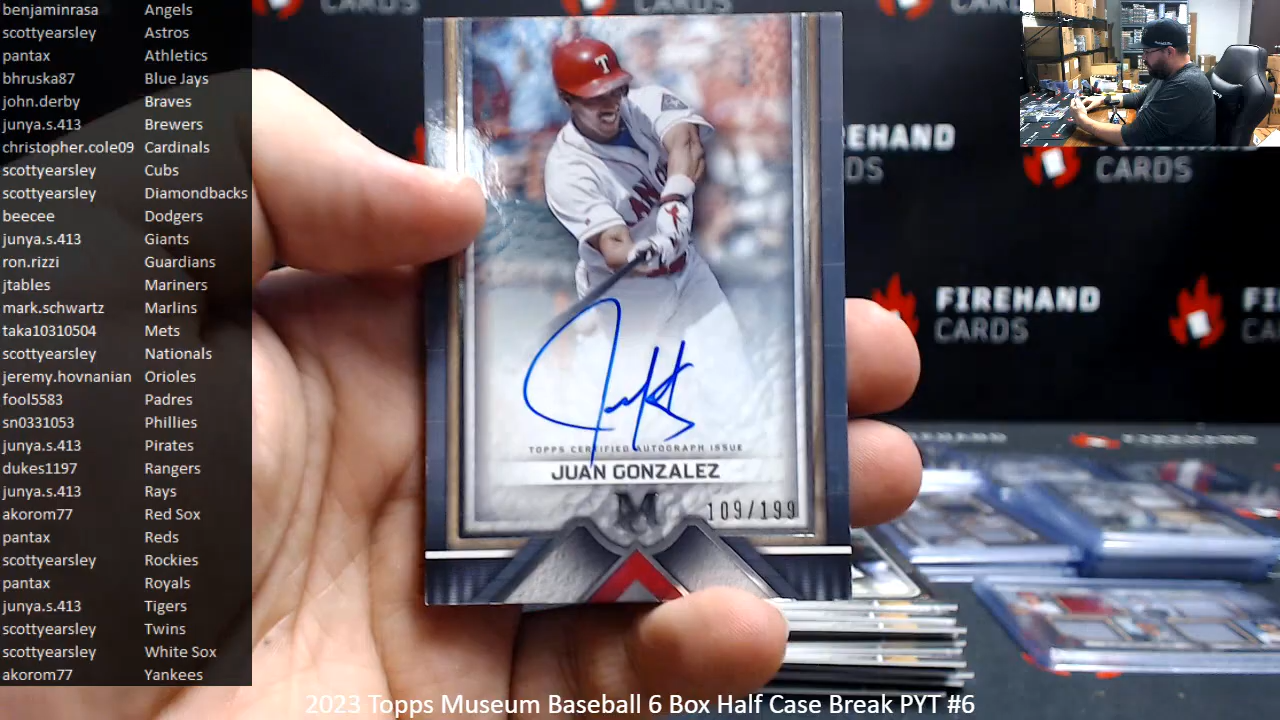 benjaminrasa Angels
scottyearsley Astros
pantax Athletics
bhruska87 Blue Jays
john.derby Braves
junya.s.413 Brewers
christopher.cole09 Cardinals
scottyearsley Cubs
scottyearsley Diamondbacks
beecee Dodgers
junya.s.413 Giants
ron.rizzi Guardians
jtables Mariners
mark.schwartz Marlins
taka10310504 Mets
scottyearsley Nationals
jeremy.hovnanian Orioles
fool5583 Padres
sn0331053 Phillies
junya.s.413 Pirates
dukes1197 Rangers
junya.s.413 Rays
akorom77 Red Sox
pantax Reds
scottyearsley Rockies
pantax Royals
junya.s.413 Tigers
scottyearsley Twins
scottyearsley White Sox
akorom77 Yankees
CARDS
CARDS
T
TOPPS CERTIFIED AUTOGRAPH ISSUE
JUAN GONZALEZ
M
109/199
FIREHAND
CARDS
CARDS
FIREHAND
CARDS
2023 Topps Museum Baseball 6 Box Half Case Break PYT #6